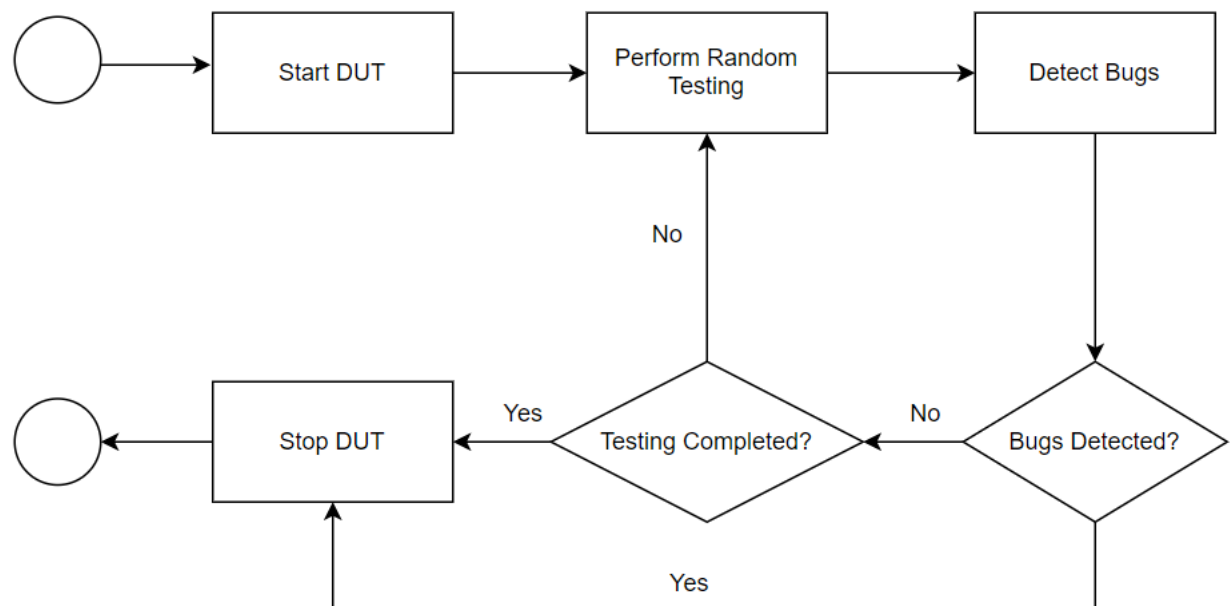 Start DUT
Perform Random
Testing
Detect Bugs
No
Stop DUT
Yes
Testing Completed?
No
Bugs Detected?
Yes